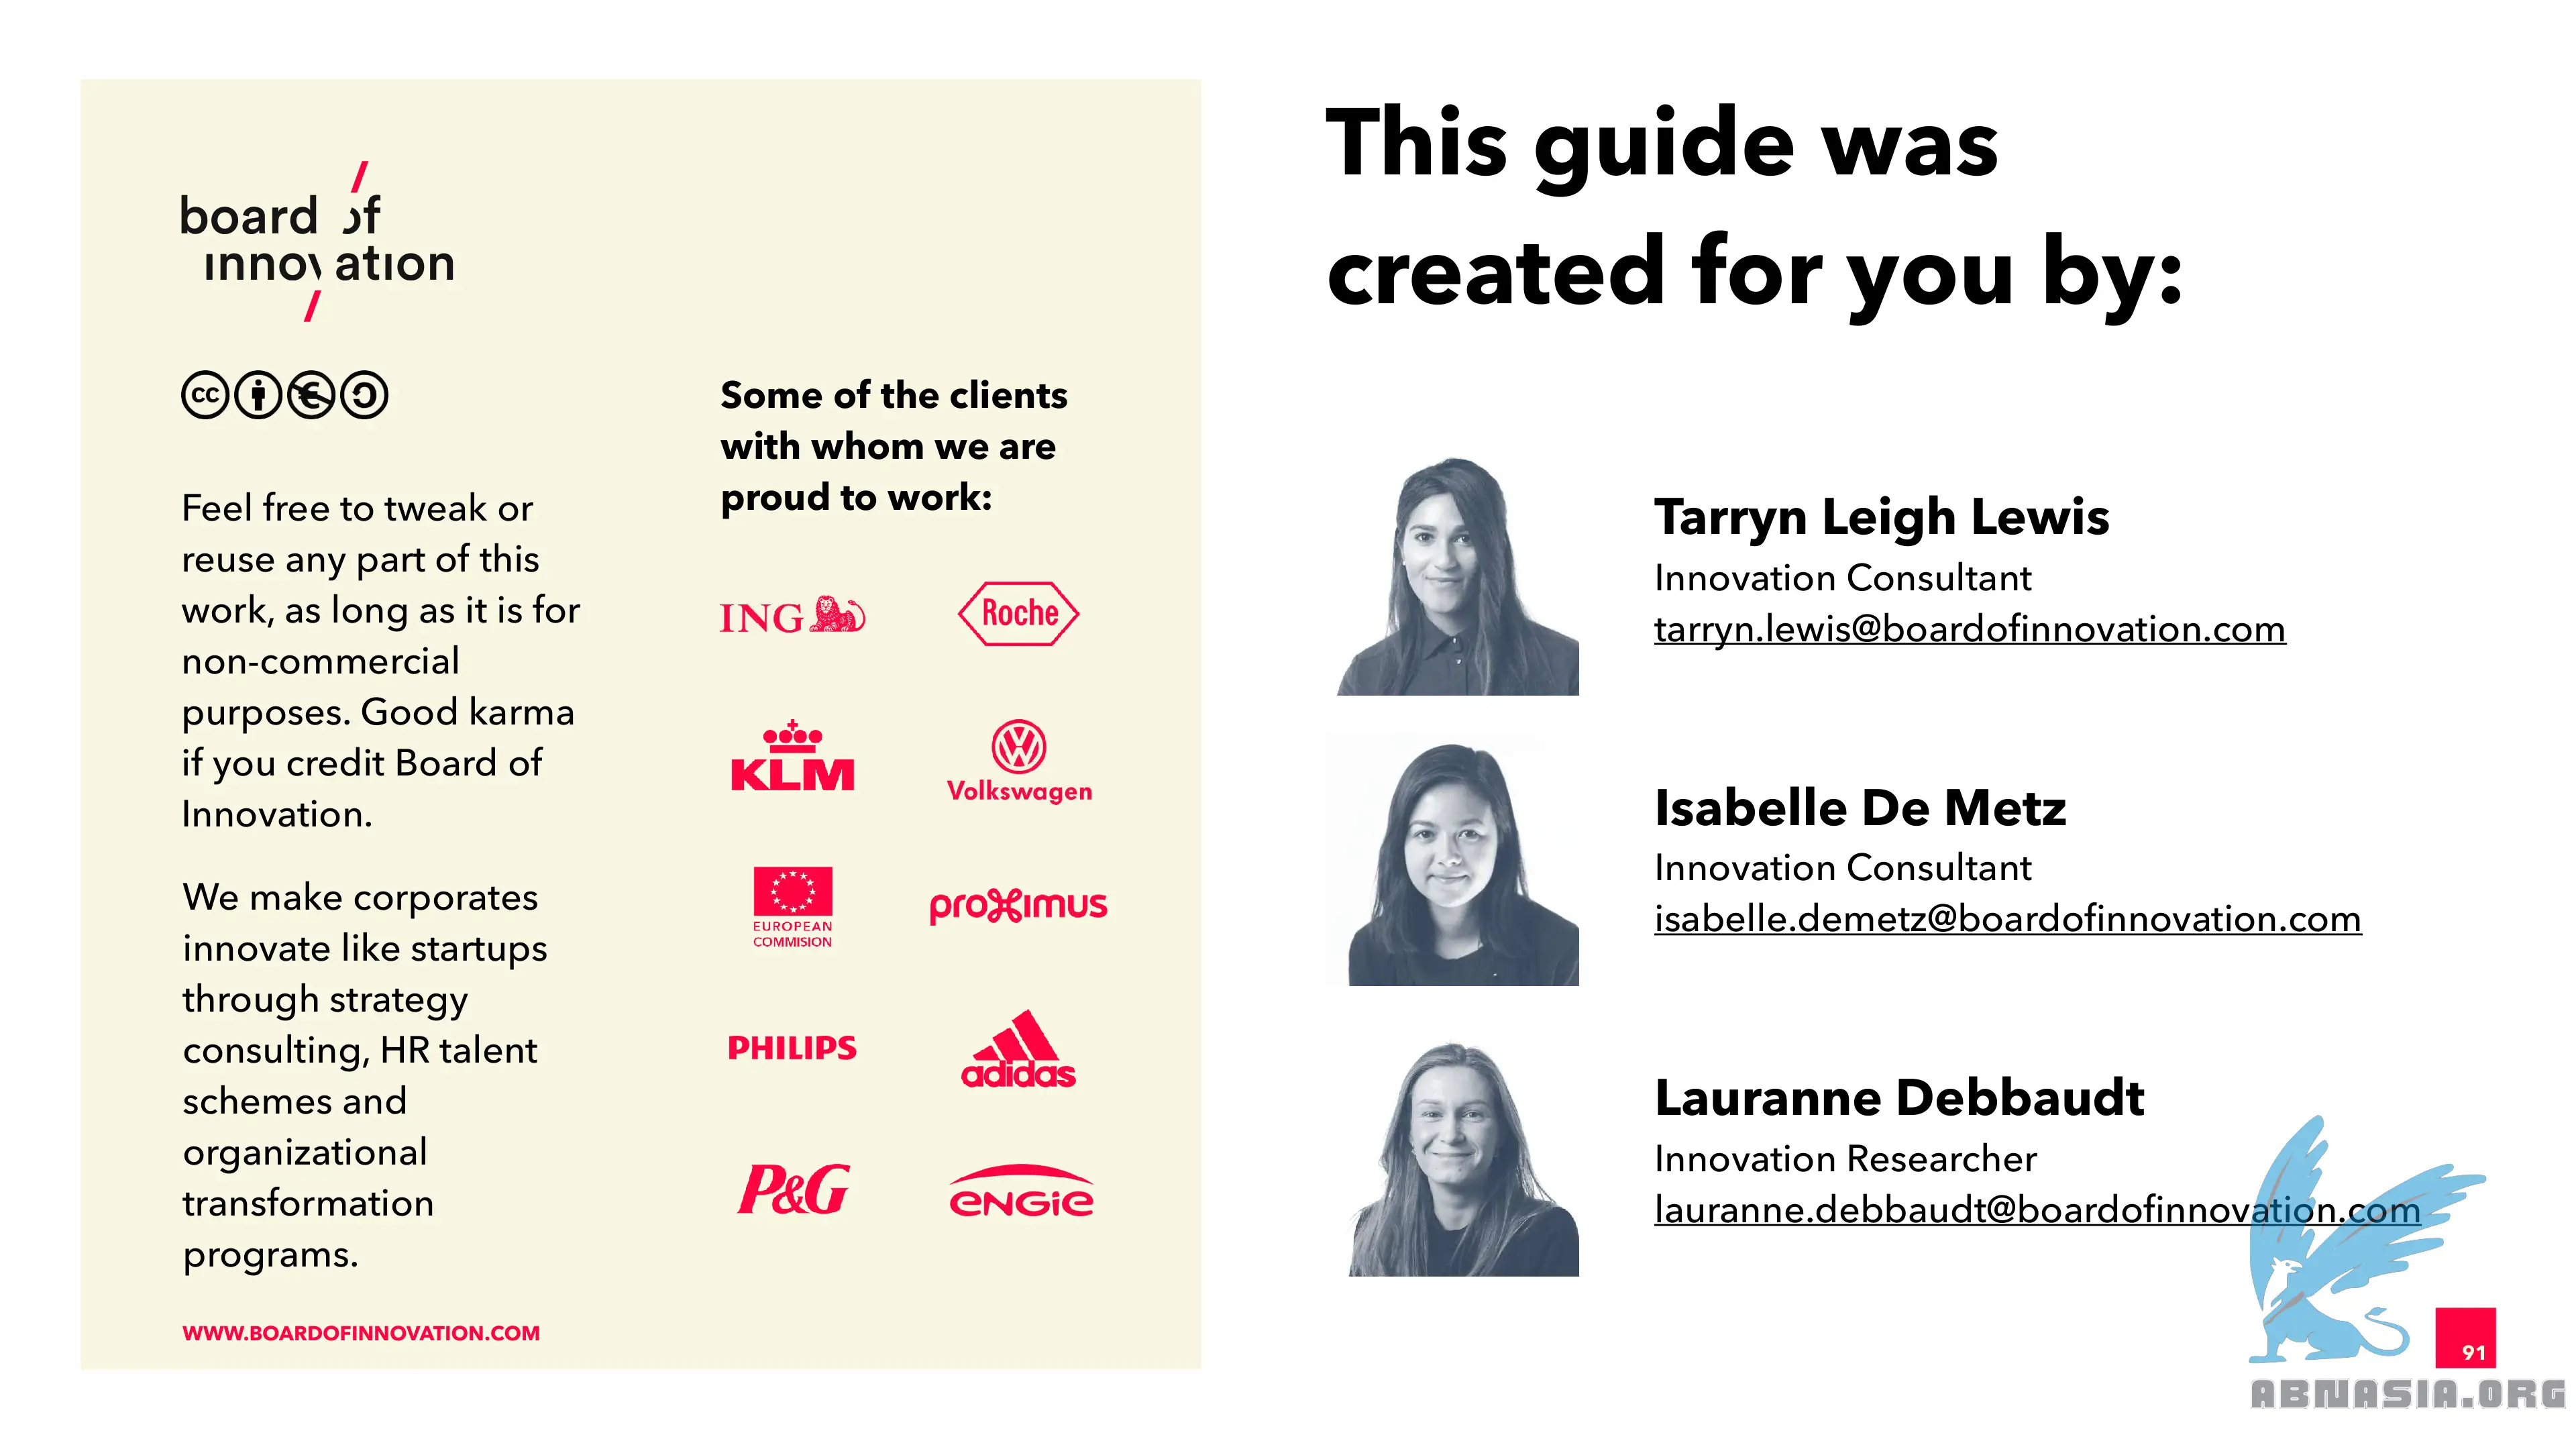 board of
innovation
cc
Feel free to tweak or
reuse any part of this
work, as long as it is for
non-commercial
purposes. Good karma
if you credit Board of
Innovation.
We make corporates
innovate like startups
through strategy
consulting, HR talent
schemes and
organizational
transformation
programs.
WWW.BOARDOFINNOVATION.COM
Some of the clients
with whom we are
proud to work:
ING
Roche
KLM
Volkswagen
EUROPEAN
COMMISION
proximus
PHILIPS
adidas
P&G
ENGIE
This guide was
created for you by:
Tarryn Leigh Lewis
Innovation Consultant
tarryn.lewis@boardofinnovation.com
Isabelle De Metz
Innovation Consultant
isabelle.demetz@boardofinnovation.com
Lauranne Debbaudt
Innovation Researcher
lauranne.debbaudt@boardofinnovation.com
91
ABNASIA.ORG